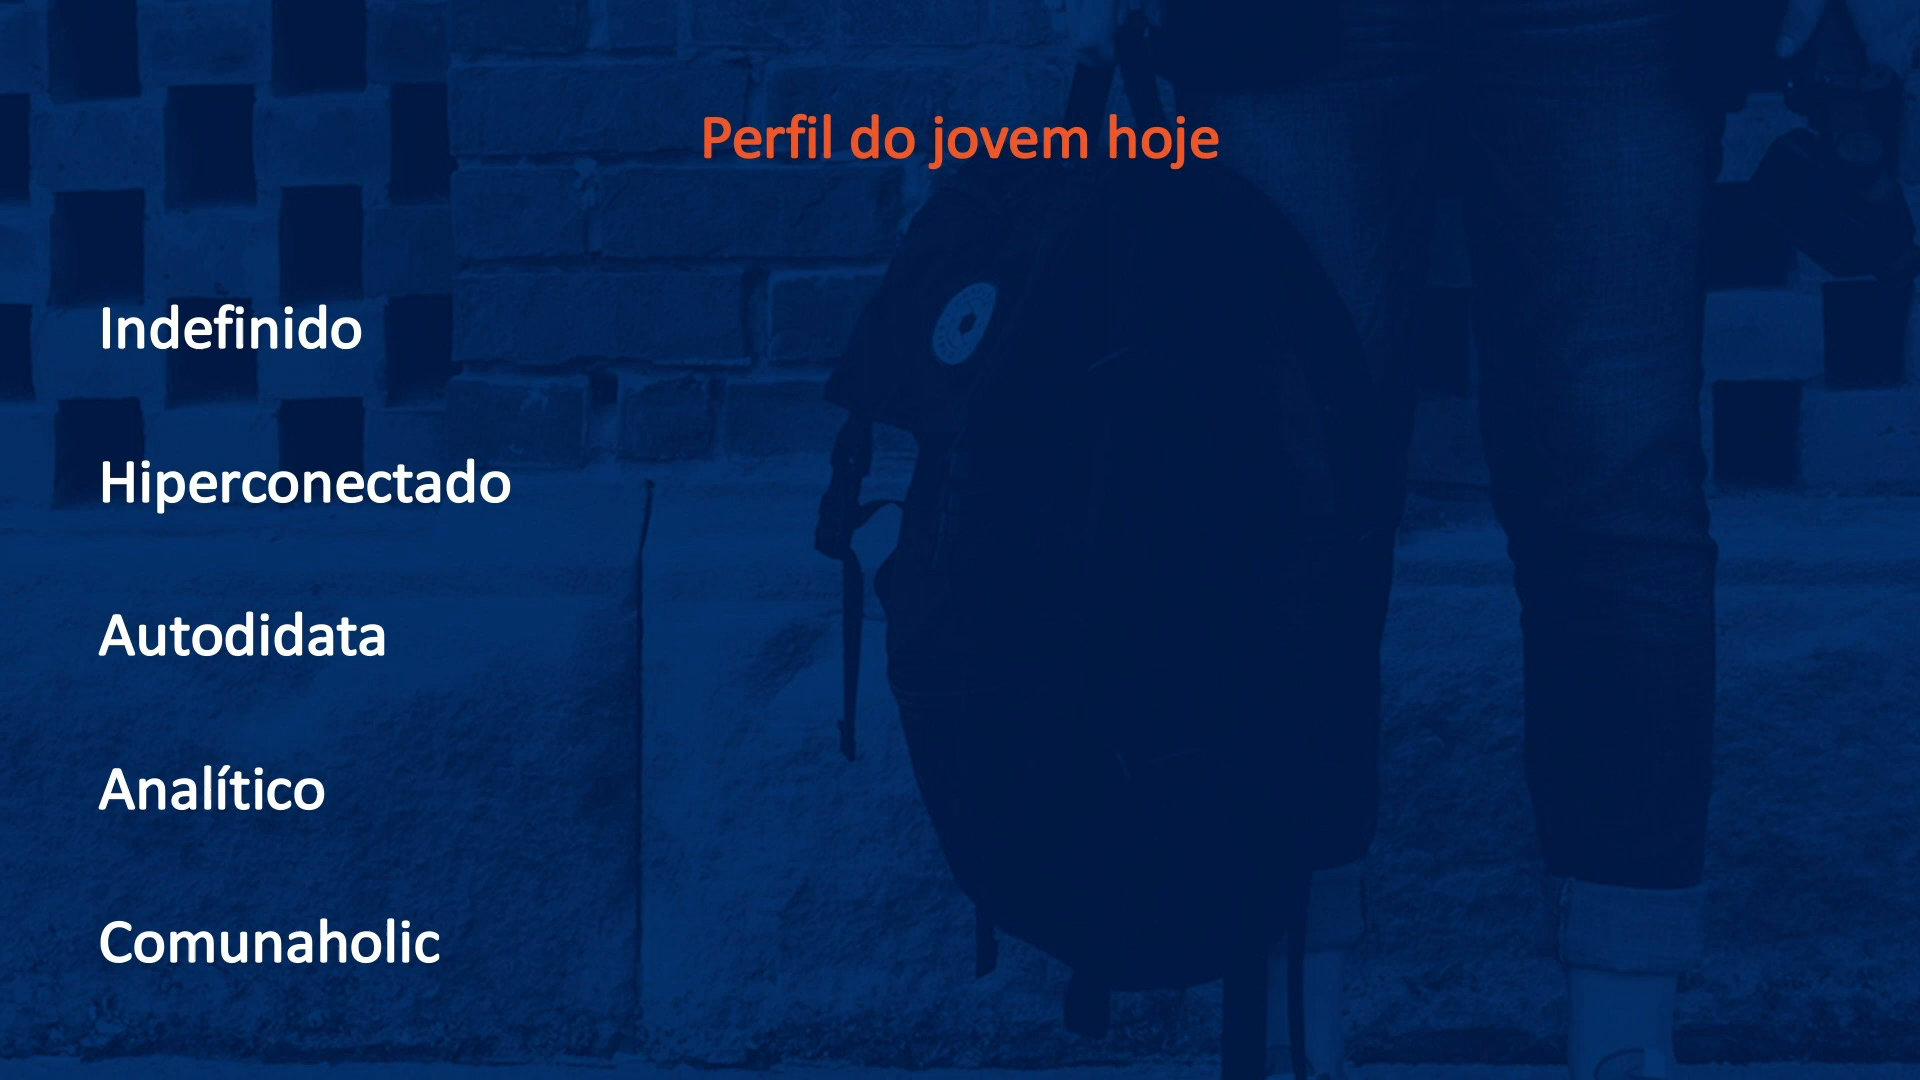 Perfil do jovem hoje
Indefinido
Hiperconectado
Autodidata
Analítico
Comunaholic